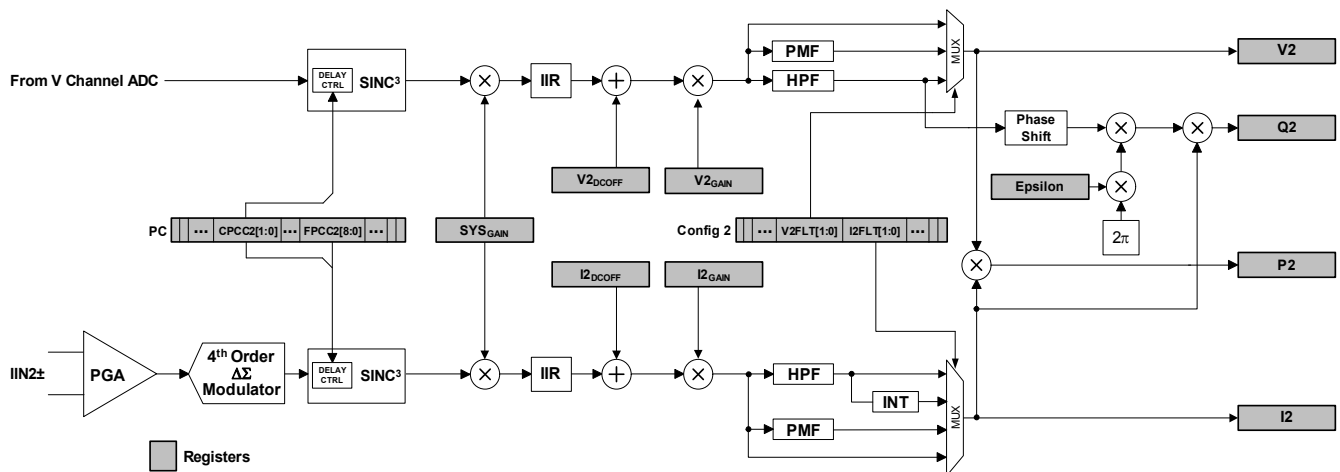 PMF
MUX
V2
From V Channel ADC
DELAY CTRL
SINC³
IIR
HPF
Phase Shift
Q2
V2DCOFF
V2GAIN
Epsilon
PC
... CPCC2[1:0] ... FPCC2[8:0] ...
SYSGAIN
Config 2
... V2FLT[1:0] I2FLT[1:0] ...
2π
I2DCOFF
I2GAIN
P2
IIN2±
PGA
4th Order
ΔΣ
Modulator
DELAY CTRL
SINC³
IIR
HPF
INT
PMF
MUX
I2
Registers